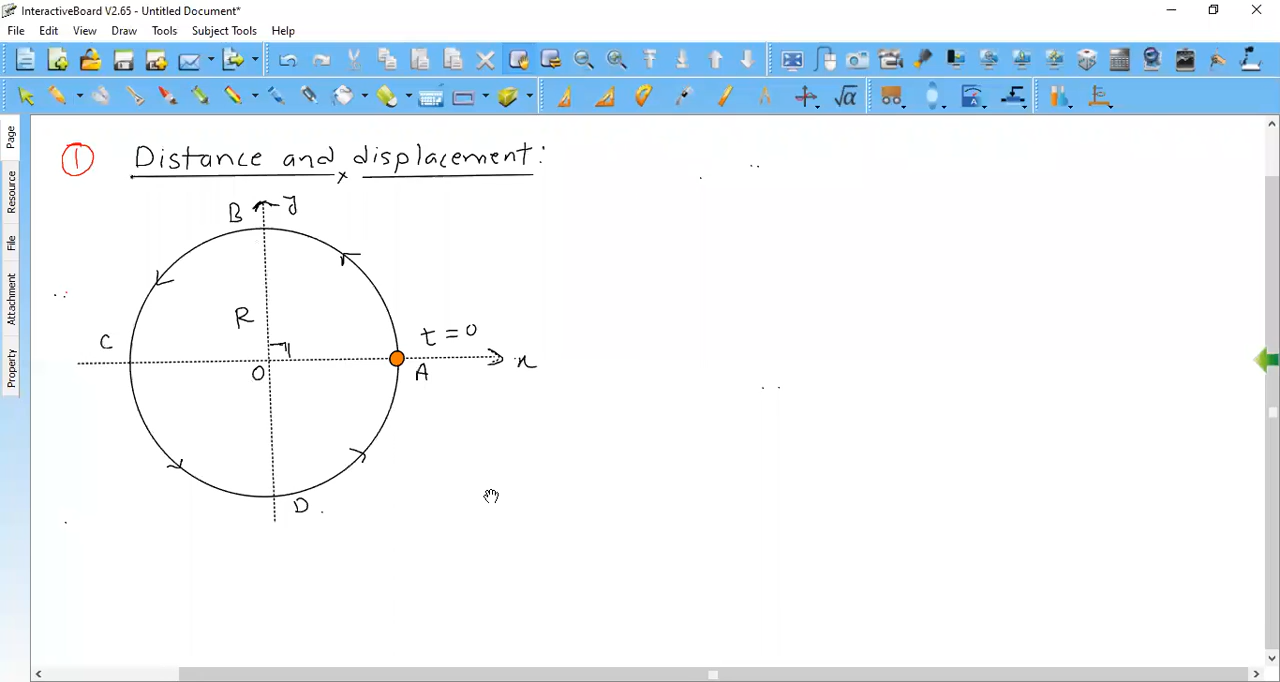 InteractiveBoard V2.65 - Untitled Document*
File Edit View Draw Tools Subject Tools Help
Page
Resource
File
Attachment
Property
① Distance and displacement:
B y
R
C t = 0
O A x
D